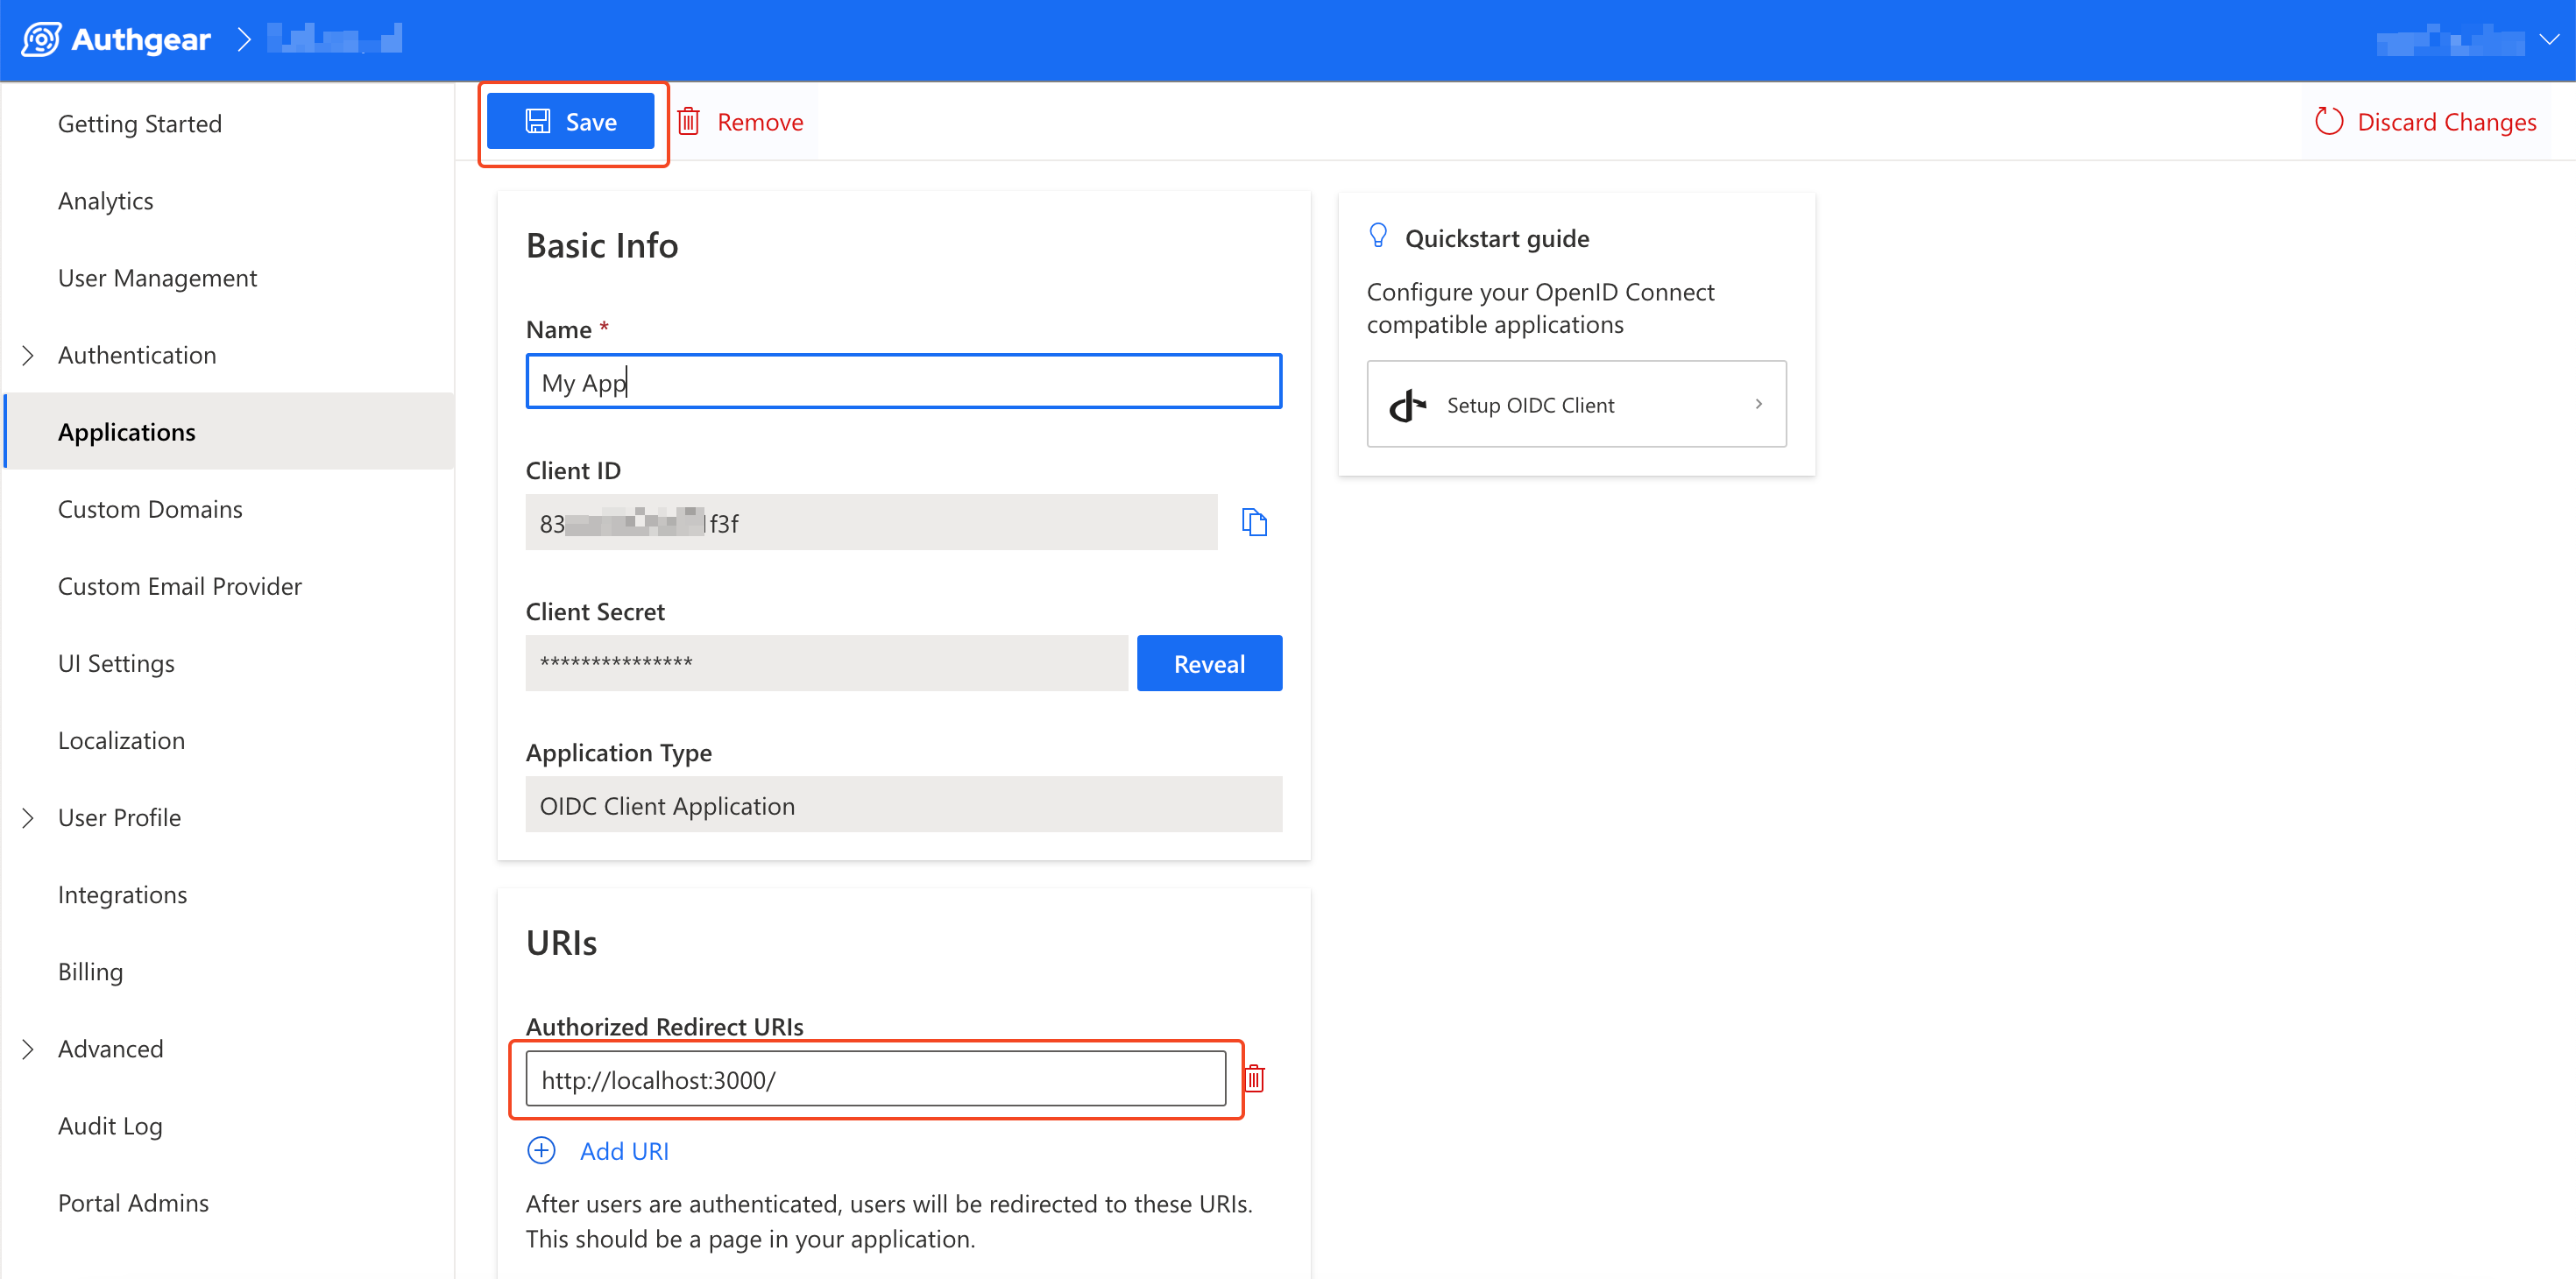 Authgear
Save
Remove
Discard Changes
Getting Started
Analytics
User Management
Authentication
Applications
Custom Domains
Custom Email Provider
UI Settings
Localization
User Profile
Integrations
Billing
Advanced
Audit Log
Portal Admins
Basic Info
Name *
My App
Client ID
83 1f3f
Client Secret
***************
Reveal
Application Type
OIDC Client Application
URIs
Authorized Redirect URIs
http://localhost:3000/
Add URI
After users are authenticated, users will be redirected to these URIs.
This should be a page in your application.
Quickstart guide
Configure your OpenID Connect
compatible applications
Setup OIDC Client